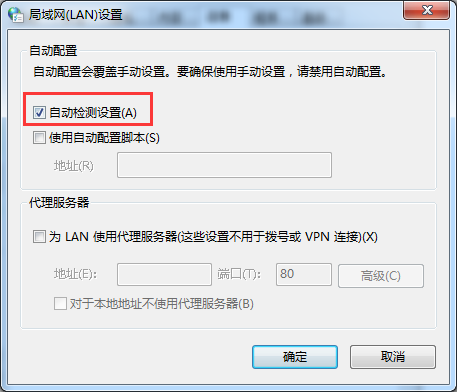 局域网(LAN)设置
自动配置
自动配置会覆盖手动设置。要确保使用手动设置，请禁用自动配置。
自动检测设置(A)
使用自动配置脚本(S)
地址(R)
代理服务器
为 LAN 使用代理服务器(这些设置不用于拨号或 VPN 连接)(X)
地址(E): 端口(T): 80 高级(C)
对于本地地址不使用代理服务器(B)
确定 取消